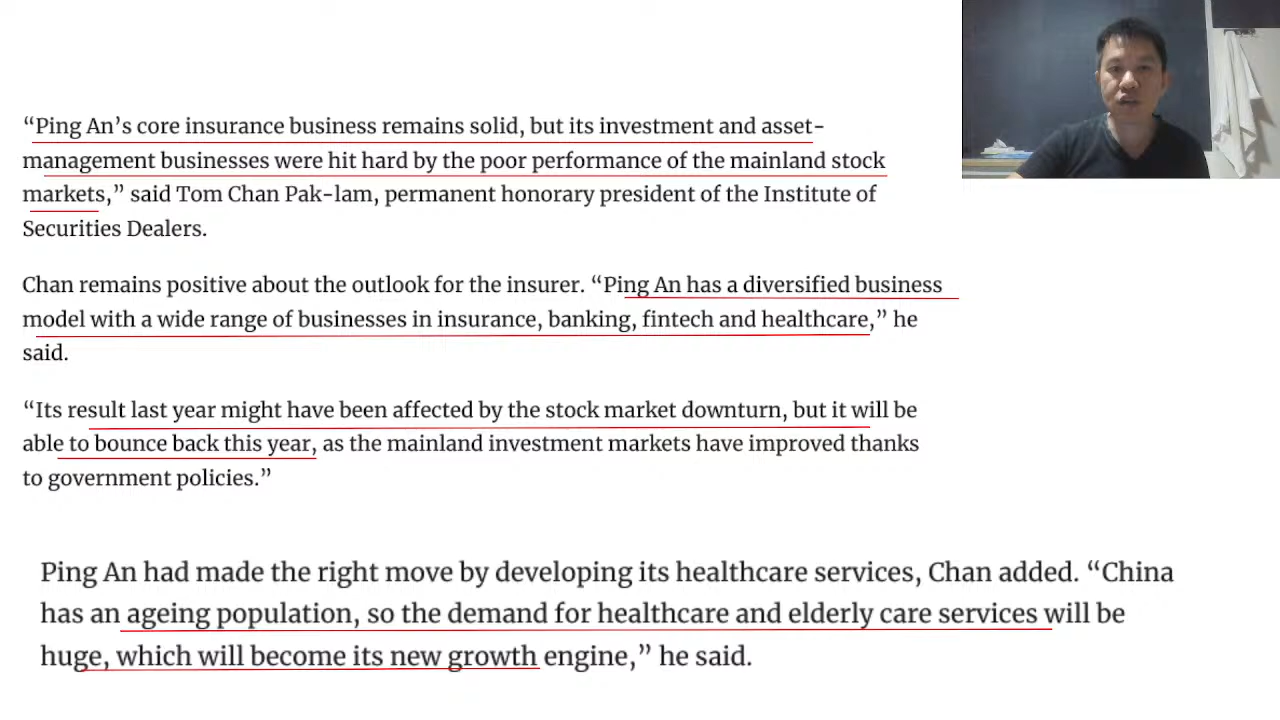 “Ping An’s core insurance business remains solid, but its investment and asset-
management businesses were hit hard by the poor performance of the mainland stock
markets,” said Tom Chan Pak-lam, permanent honorary president of the Institute of
Securities Dealers.
Chan remains positive about the outlook for the insurer. “Ping An has a diversified business
model with a wide range of businesses in insurance, banking, fintech and healthcare,” he
said.
“Its result last year might have been affected by the stock market downturn, but it will be
able to bounce back this year, as the mainland investment markets have improved thanks
to government policies.”
Ping An had made the right move by developing its healthcare services, Chan added. “China
has an ageing population, so the demand for healthcare and elderly care services will be
huge, which will become its new growth engine,” he said.